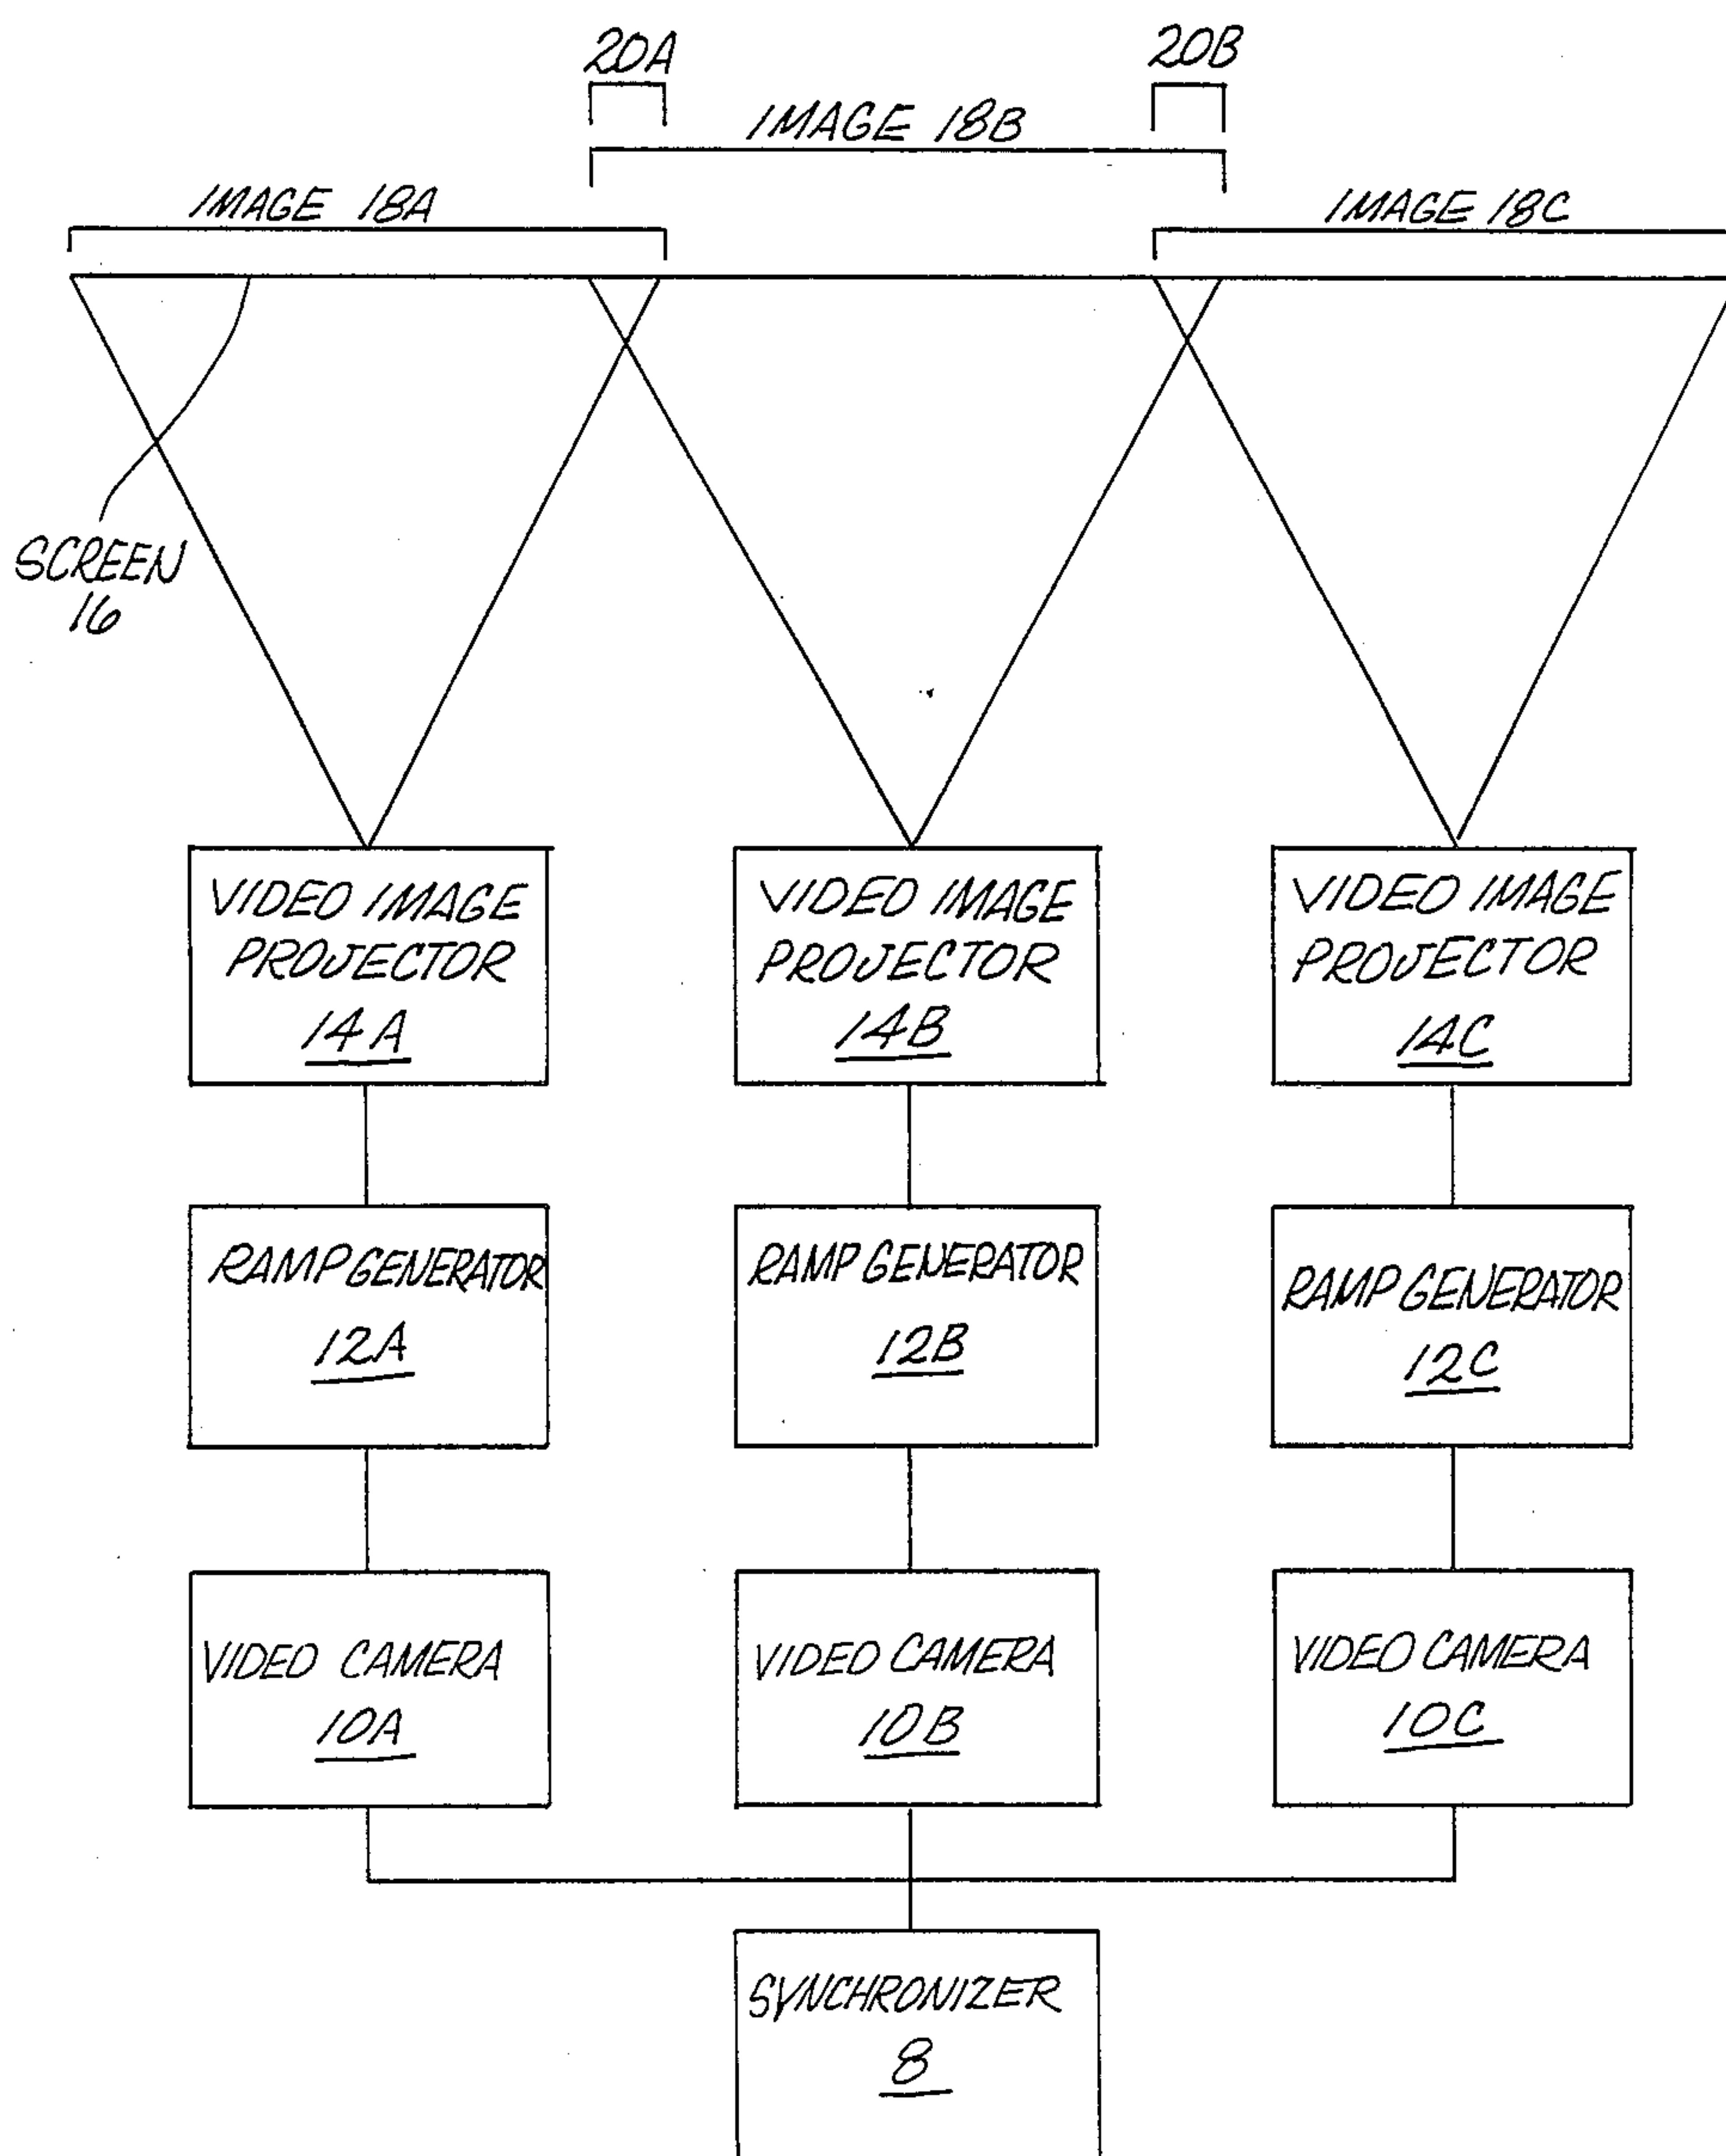 20A 20B
IMAGE 18B
IMAGE 18A IMAGE 18C
SCREEN
16
VIDEO IMAGE
PROJECTOR
14A
VIDEO IMAGE
PROJECTOR
14B
VIDEO IMAGE
PROJECTOR
14C
RAMP GENERATOR
12A
RAMP GENERATOR
12B
RAMP GENERATOR
12C
VIDEO CAMERA
10A
VIDEO CAMERA
10B
VIDEO CAMERA
10C
SYNCHRONIZER
8